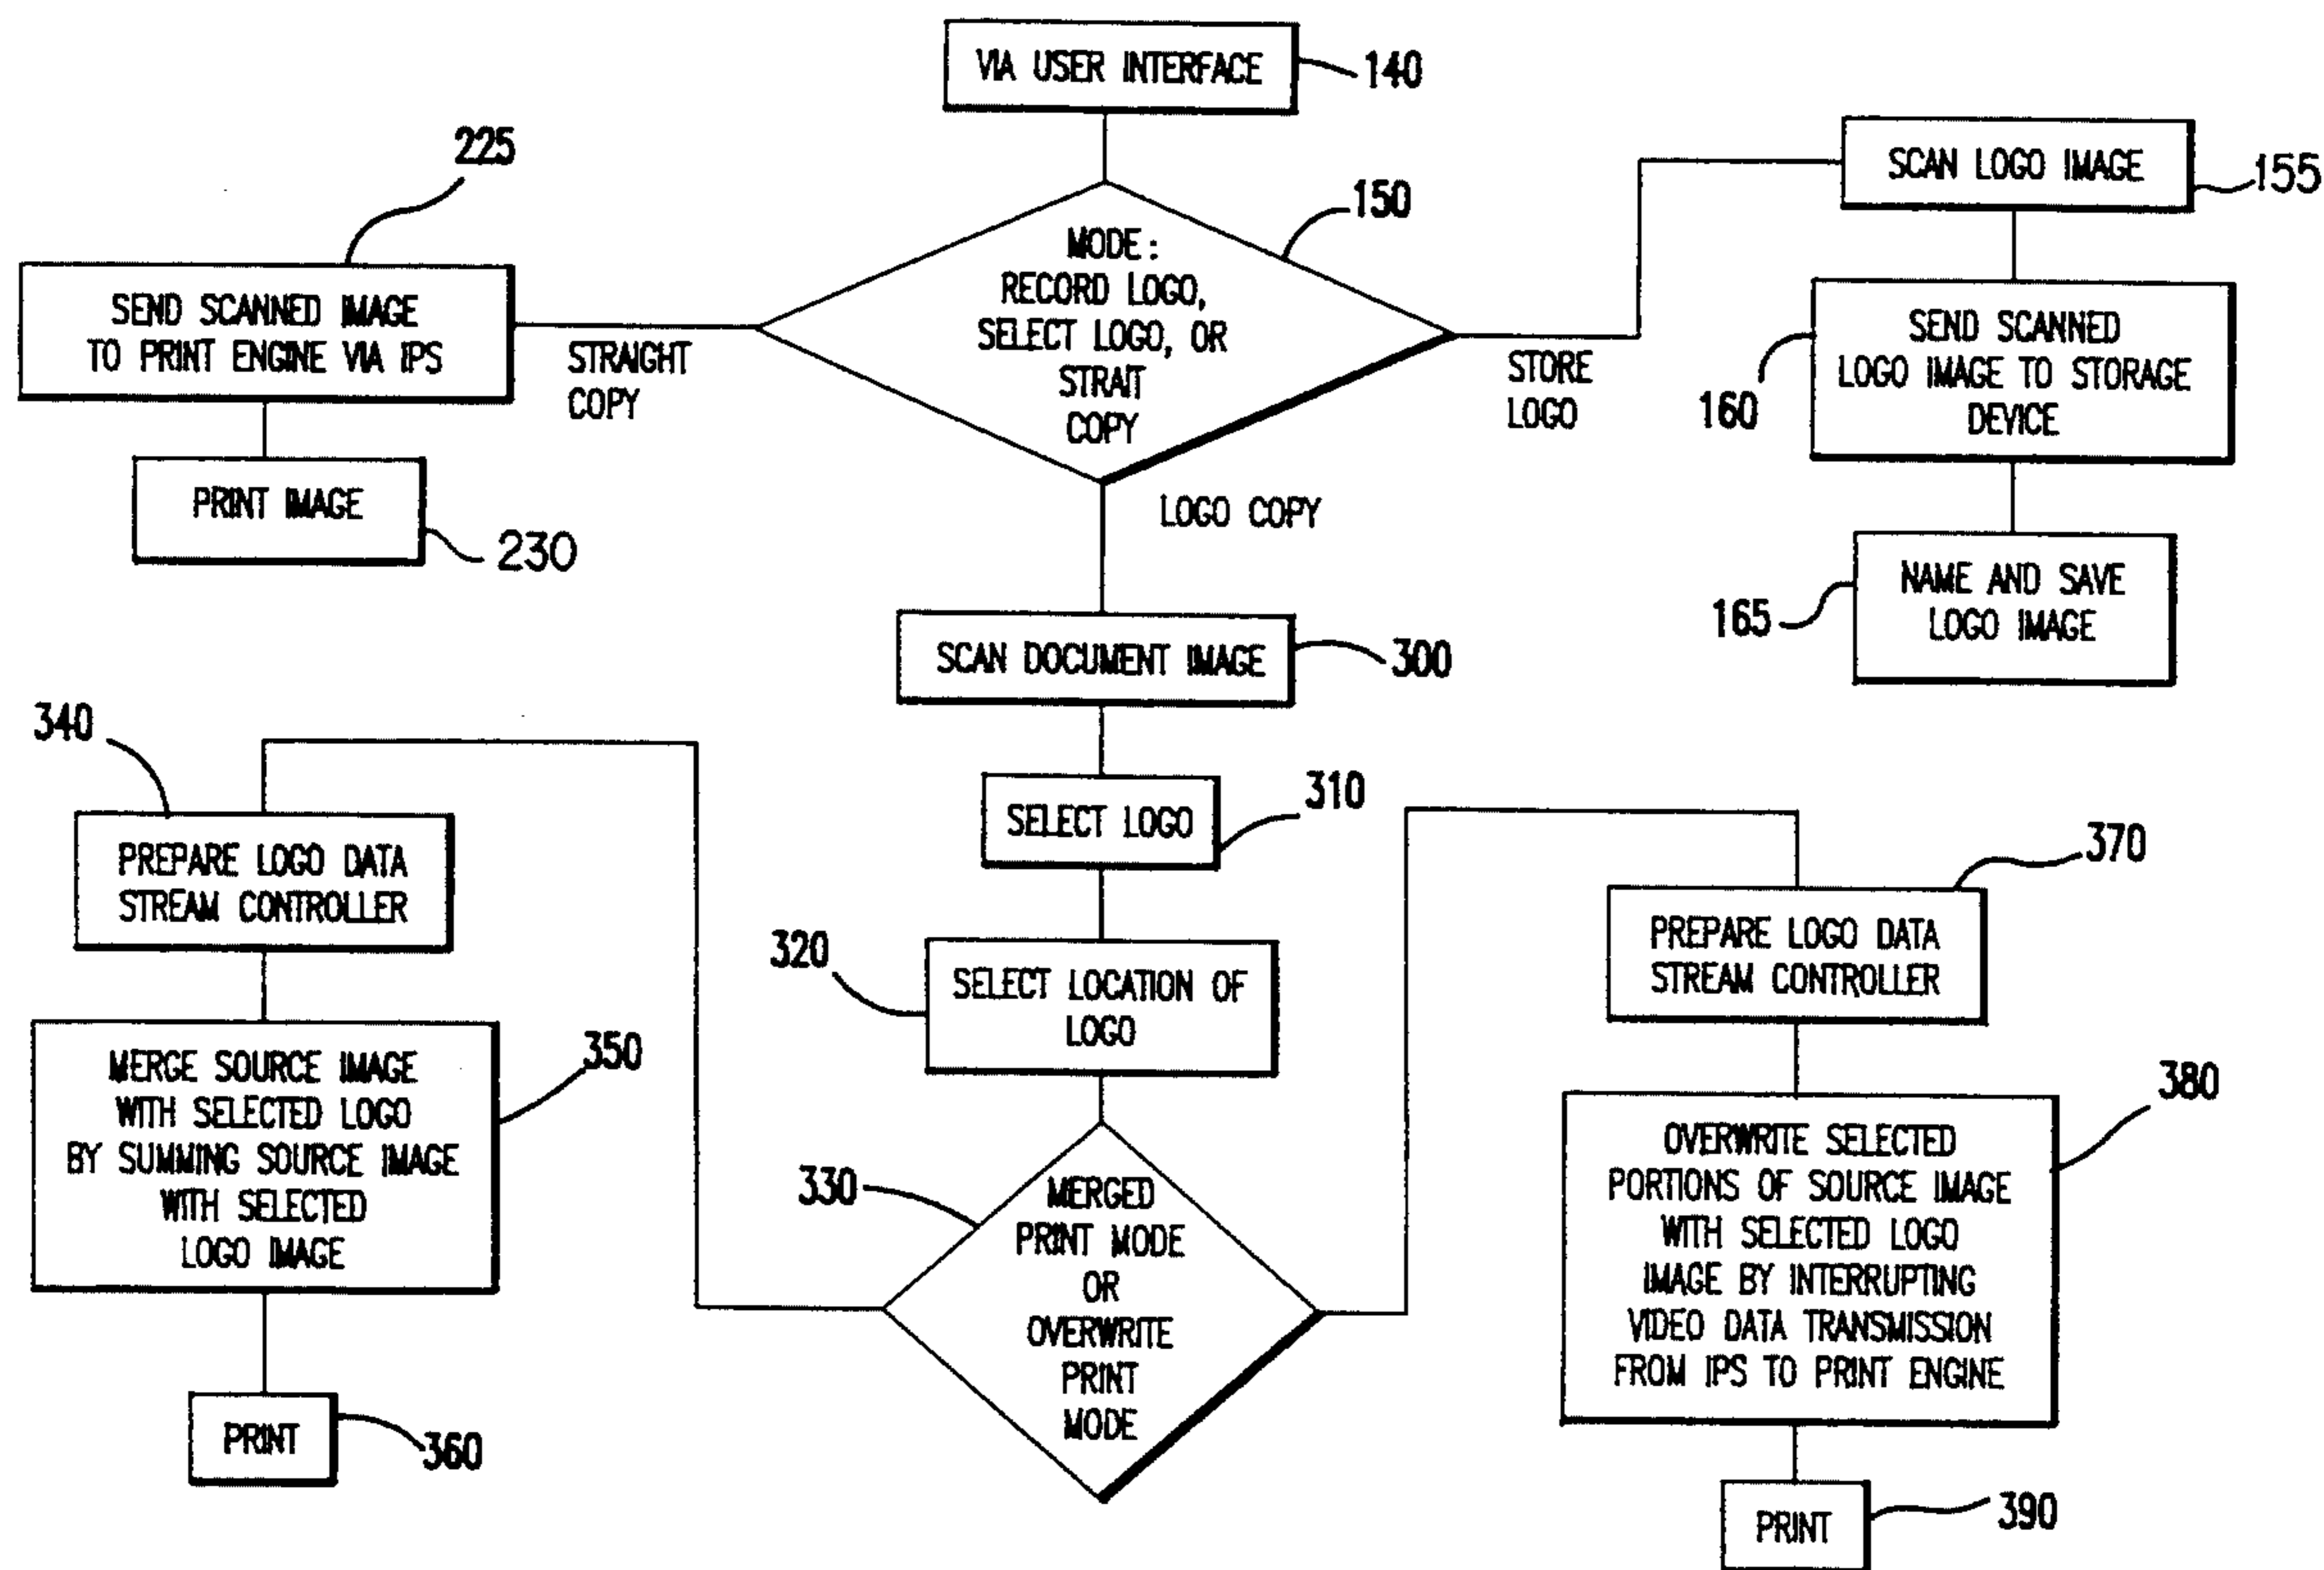 VIA USER INTERFACE
140
225
SEND SCANNED IMAGE
TO PRINT ENGINE VIA IPS
STRAIGHT
COPY
PRINT IMAGE
230
150
MODE:
RECORD LOGO,
SELECT LOGO, OR
STRAIT
COPY
STORE
LOGO
SCAN LOGO IMAGE
155
160
SEND SCANNED
LOGO IMAGE TO STORAGE
DEVICE
165
NAME AND SAVE
LOGO IMAGE
LOGO COPY
SCAN DOCUMENT IMAGE
300
SELECT LOGO
310
320
SELECT LOCATION OF
LOGO
330
MERGED
PRINT MODE
OR
OVERWRITE
PRINT
MODE
340
PREPARE LOGO DATA
STREAM CONTROLLER
350
MERGE SOURCE IMAGE
WITH SELECTED LOGO
BY SUMMING SOURCE IMAGE
WITH SELECTED
LOGO IMAGE
PRINT
360
370
PREPARE LOGO DATA
STREAM CONTROLLER
380
OVERWRITE SELECTED
PORTIONS OF SOURCE IMAGE
WITH SELECTED LOGO
IMAGE BY INTERRUPTING
VIDEO DATA TRANSMISSION
FROM IPS TO PRINT ENGINE
PRINT
390